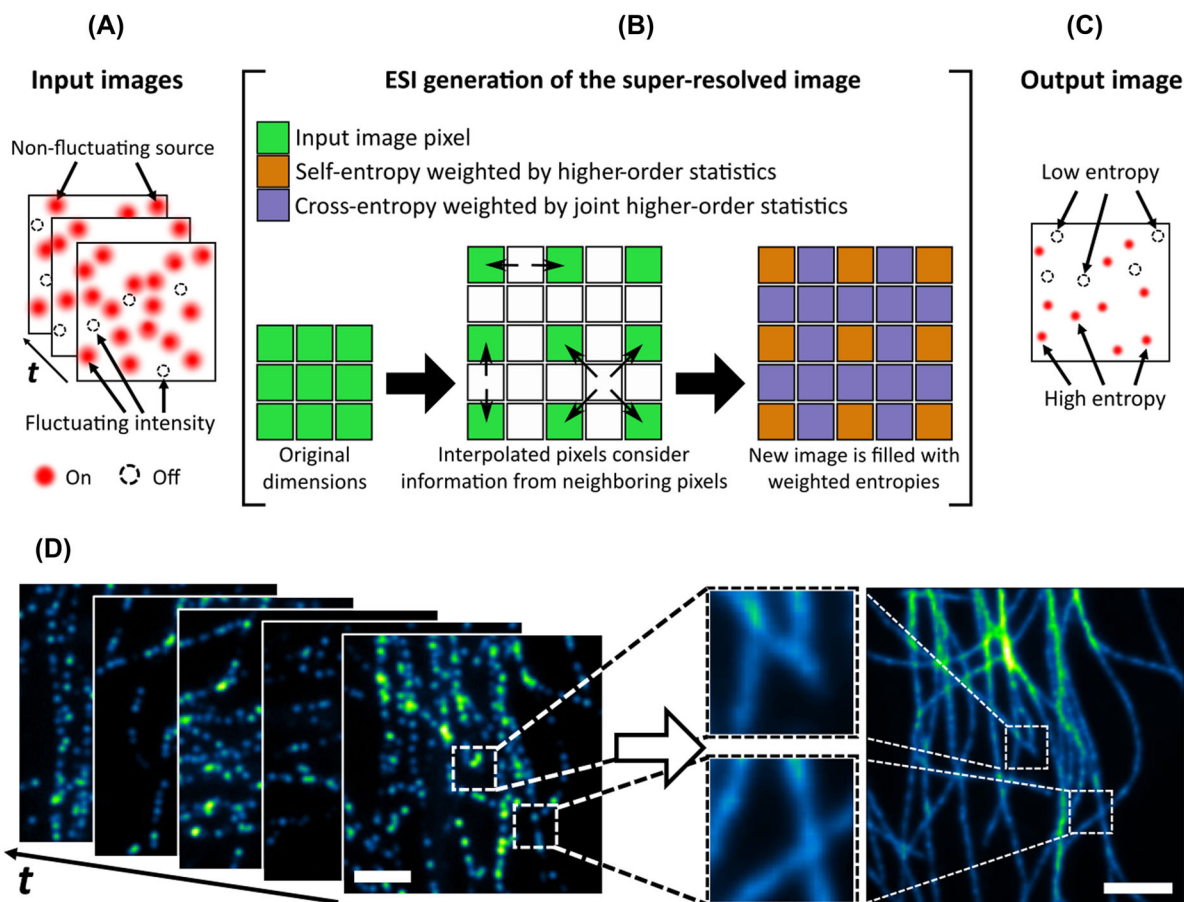 (A)
(B)
(C)
Input images
ESI generation of the super-resolved image
Output image
Non-fluctuating source
Input image pixel
Self-entropy weighted by higher-order statistics
Cross-entropy weighted by joint higher-order statistics
Low entropy
t
Fluctuating intensity
On
Off
Original
dimensions
Interpolated pixels consider
information from neighboring pixels
New image is filled with
weighted entropies
High entropy
(D)
t